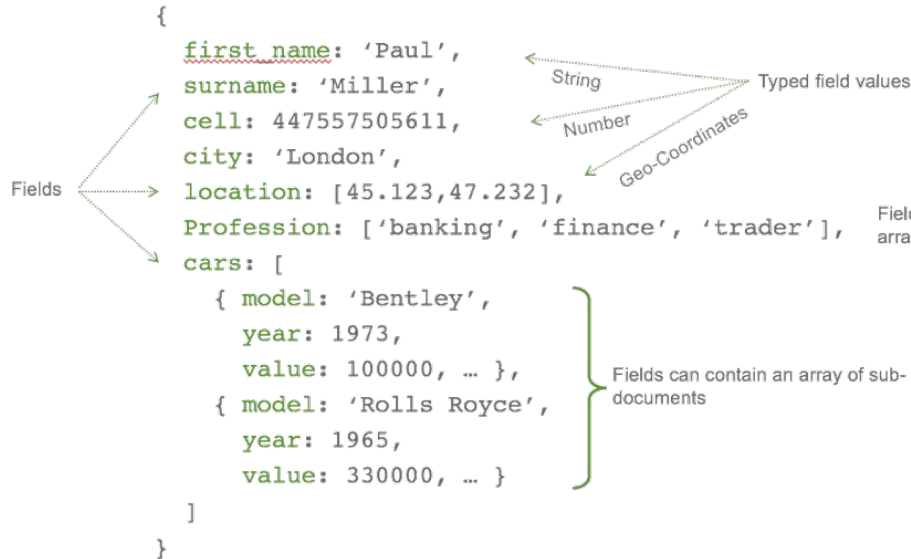 {
first_name: ‘Paul’,
surname: ‘Miller’,
cell: 447557505611,
city: ‘London’,
location: [45.123,47.232],
Profession: [‘banking’, ‘finance’, ‘trader’],
cars: [
{ model: ‘Bentley’,
year: 1973,
value: 100000, … },
{ model: ‘Rolls Royce’,
year: 1965,
value: 330000, … }
]
}
Fields
String
Number
Geo-Coordinates
Typed field values
Fields can contain an array of sub-
documents